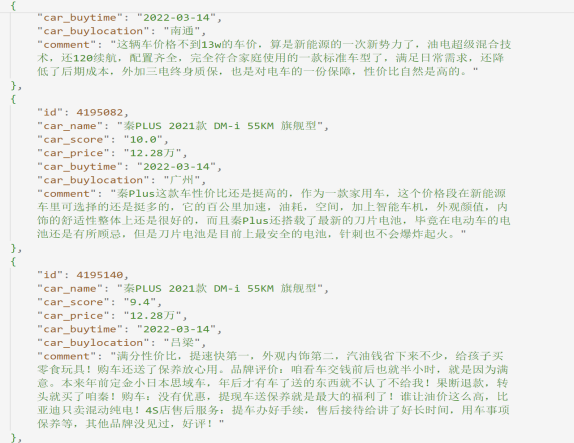 {
"car_buytime": "2022-03-14",
"car_buylocation": "南通",
"comment": "这辆车价格不到13w的车价，算是新能源的一次新势力了，油电超级混合技
术，还120续航，配置齐全，完全符合家庭使用的一款标准车型了，满足日常需求，还降
低了后期成本，外加三电终身质保，也是对电车的一份保障，性价比自然是高的。"
},
{
"id": 4195082,
"car_name": "秦PLUS 2021款 DM-i 55KM 旗舰型",
"car_score": "10.0",
"car_price": "12.28万",
"car_buytime": "2022-03-14",
"car_buylocation": "广州",
"comment": "秦Plus这款车性价比还是挺高的，作为一款家用车，这个价格段在新能源
车里可选择的还是挺多的，它的百公里加速，油耗，空间，加上智能车机，外观颜值，内
饰的舒适性整体上还是很好的，而且秦Plus还搭载了最新的刀片电池，毕竟在电动车的电
池还是有所顾忌，但是刀片电池是目前上最安全的电池，针刺也不会爆炸起火。"
},
{
"id": 4195140,
"car_name": "秦PLUS 2021款 DM-i 55KM 旗舰型",
"car_score": "9.4",
"car_price": "12.28万",
"car_buytime": "2022-03-14",
"car_buylocation": "吕梁",
"comment": "满分性价比，提速快第一，外观内饰第二，汽油钱省下来不少，给孩子买
零食玩具！购车还送了保养放心用。品牌评价：咱看车交钱前后也就半小时，就是因为满
意。本来年前定金小日本思域车，年后才有车了送的东西就不认了不给我！果断退款，转
头就买了咱秦！购车：没有优惠，提现车送保养就是最大的福利了！谁让油价这么高，比
亚迪只卖混动纯电！4S店售后服务：提车办好手续，售后接待给讲了好长时间，用车事项
保养等，其他品牌没见过，好评！"
},